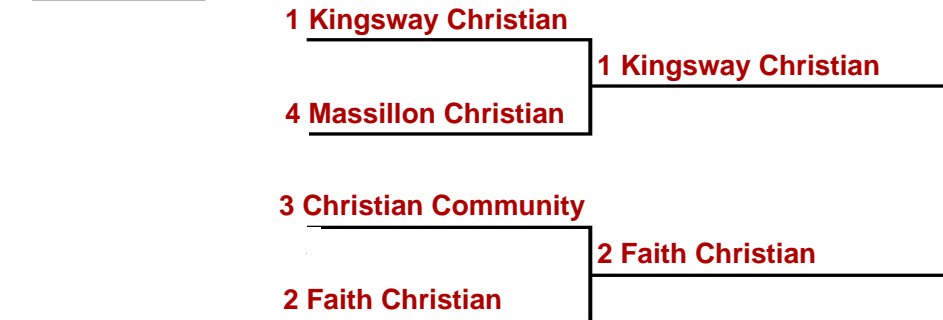 1 Kingsway Christian
1 Kingsway Christian
4 Massillon Christian
3 Christian Community
2 Faith Christian
2 Faith Christian